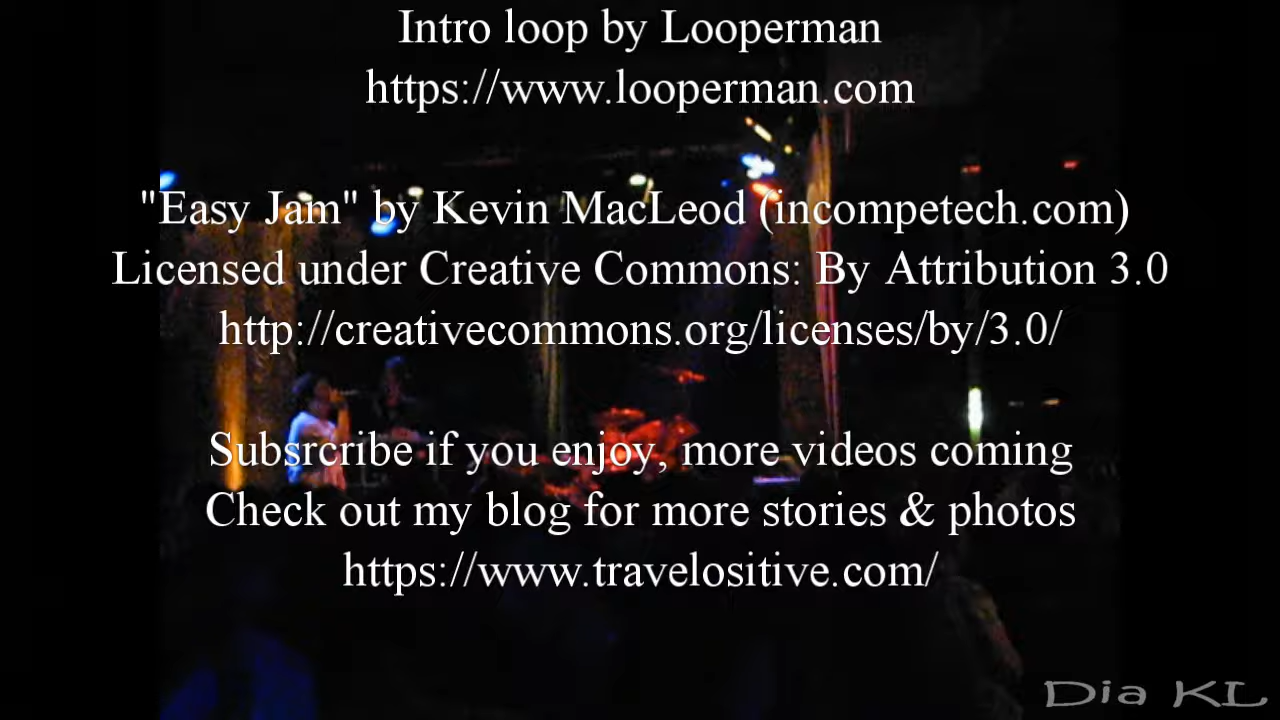 Intro loop by Looperman
https://www.looperman.com
"Easy Jam" by Kevin MacLeod (incompetech.com)
Licensed under Creative Commons: By Attribution 3.0
http://creativecommons.org/licenses/by/3.0/
Subsrcribe if you enjoy, more videos coming
Check out my blog for more stories & photos
https://www.travelositive.com/
Dia KL